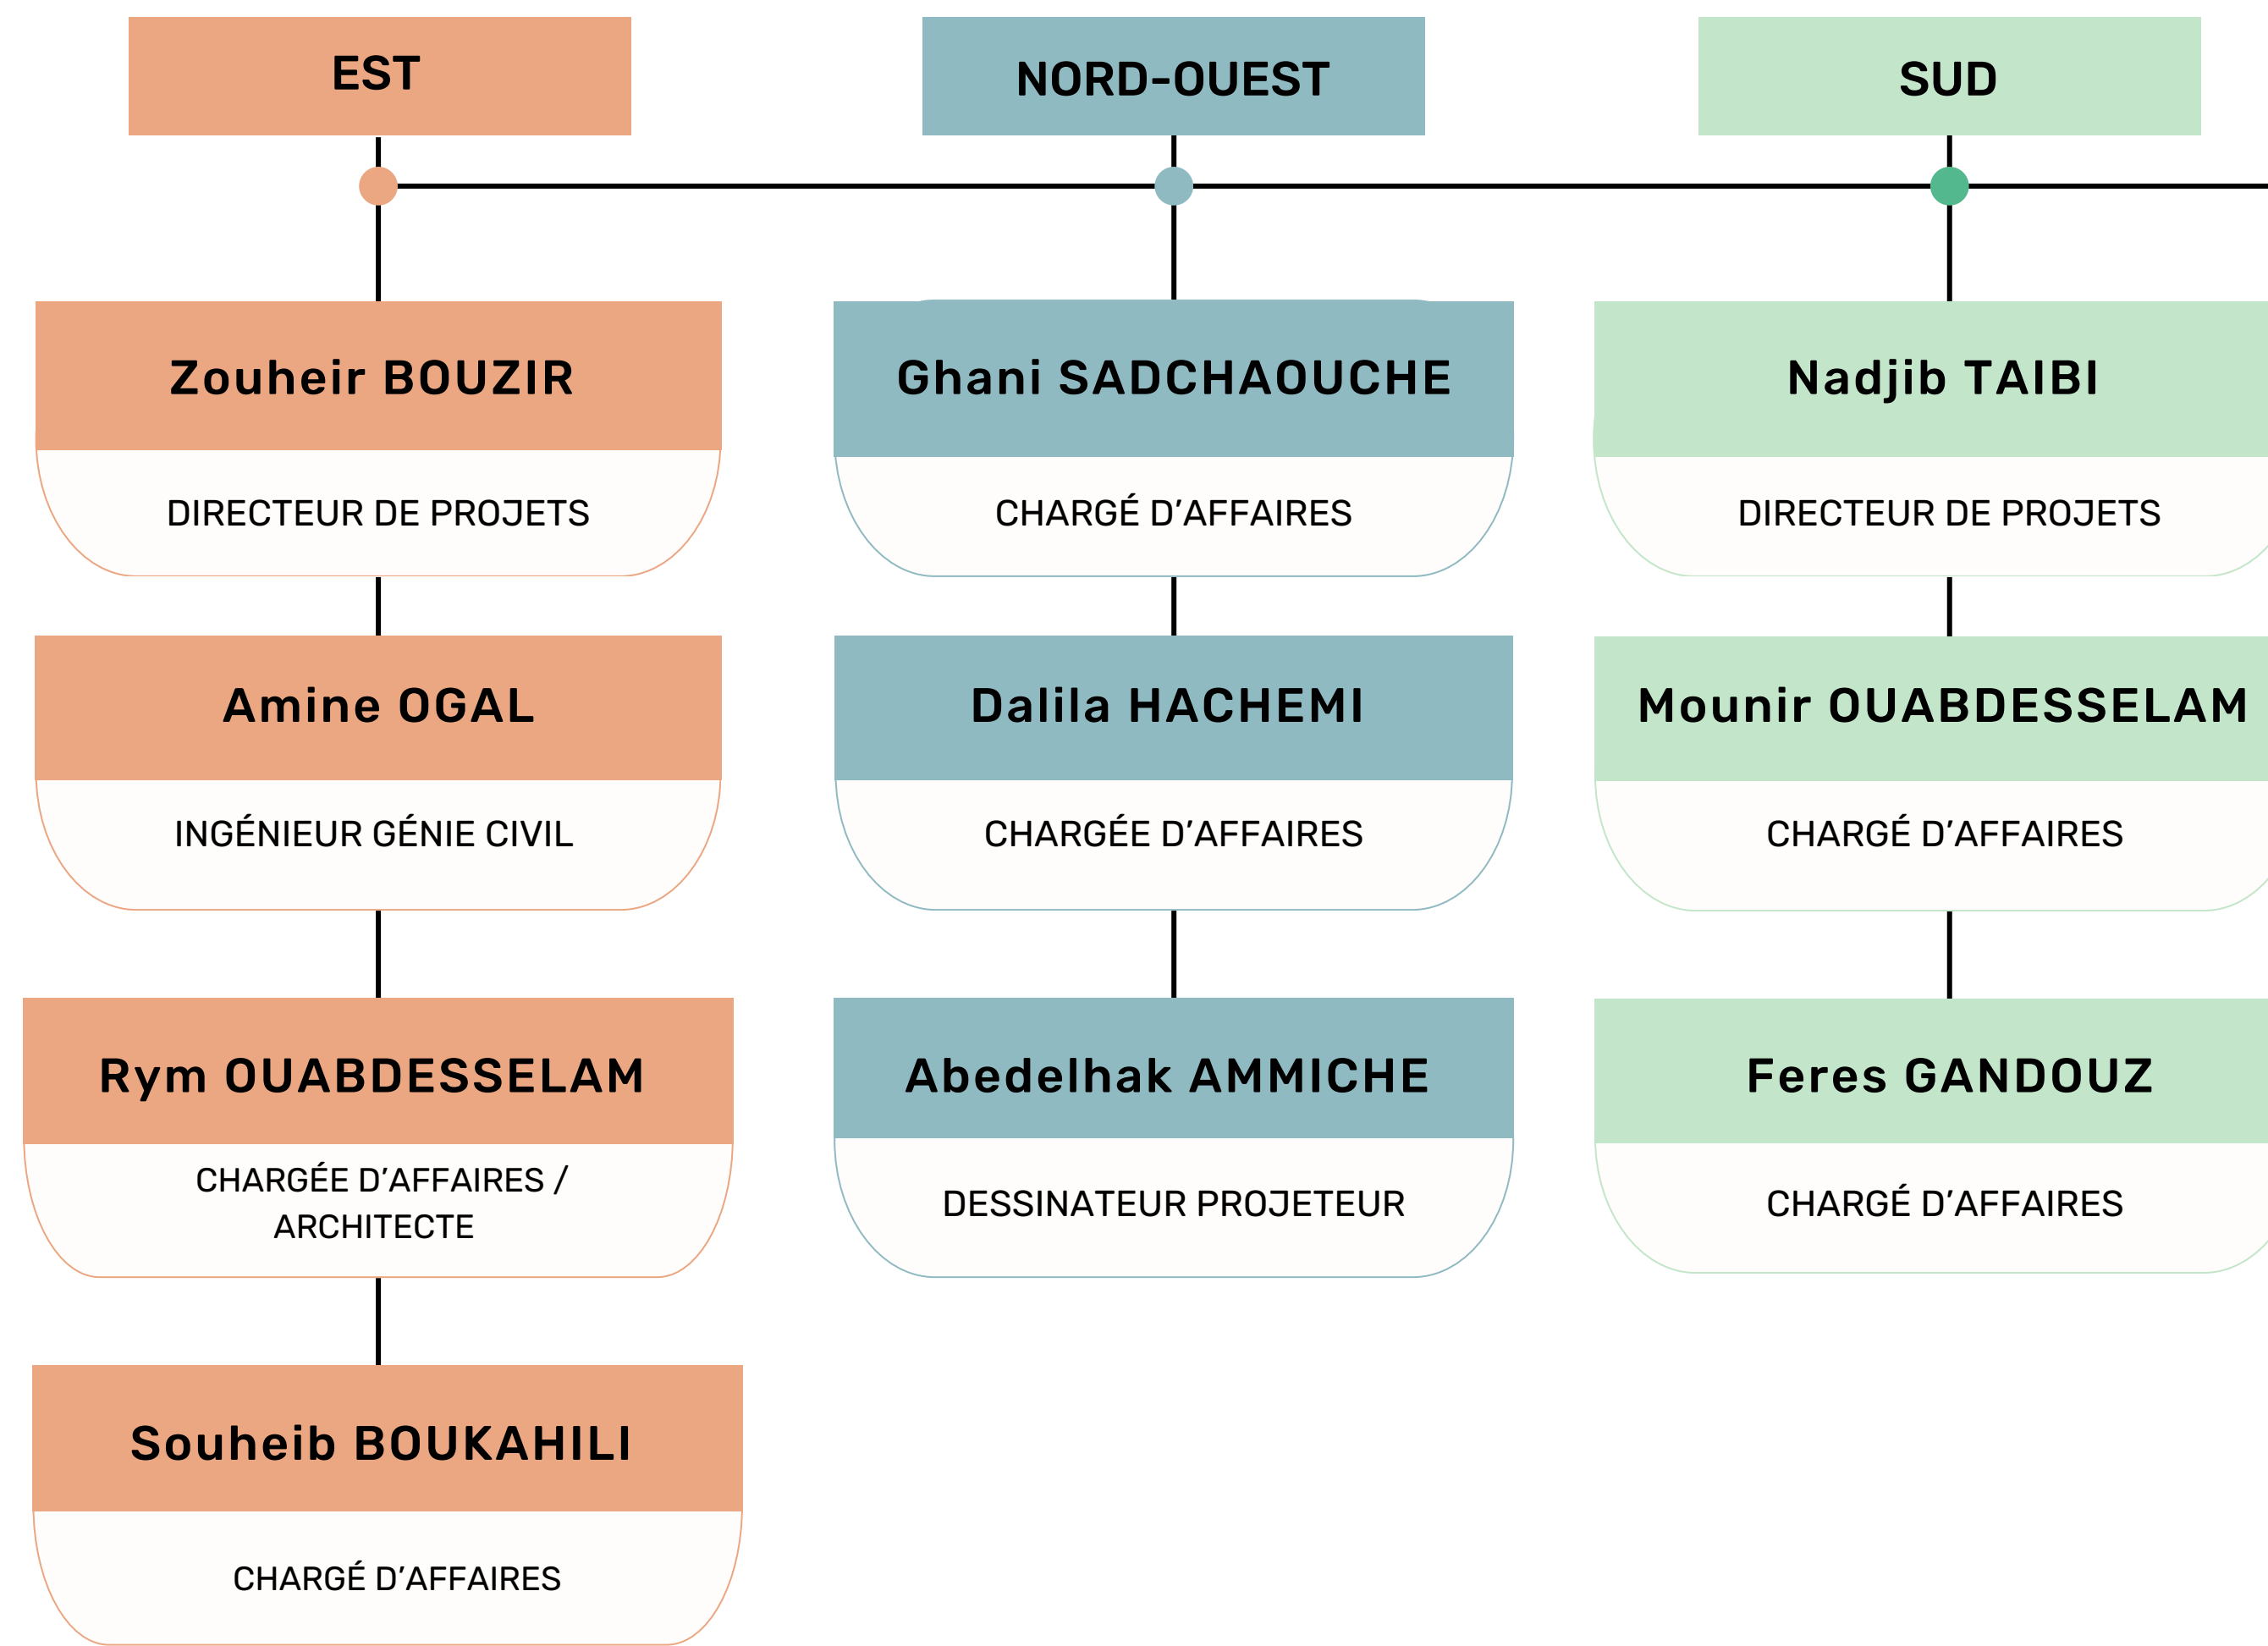 EST
Zouheir BOUZIR
DIRECTEUR DE PROJETS
Amine OGAL
INGÉNIEUR GÉNIE CIVIL
Rym OUABDESSELAM
CHARGÉE D’AFFAIRES /
ARCHITECTE
Souheib BOUKAHILI
CHARGÉ D’AFFAIRES
NORD-OUEST
Ghani SADCHAOUCHE
CHARGÉ D’AFFAIRES
Dalila HACHEMI
CHARGÉE D’AFFAIRES
Abedelhak AMMICHE
DESSINATEUR PROJETEUR
SUD
Nadjib TAIBI
DIRECTEUR DE PROJETS
Mounir OUABDESSELAM
CHARGÉ D’AFFAIRES
Feres GANDOUZ
CHARGÉ D’AFFAIRES